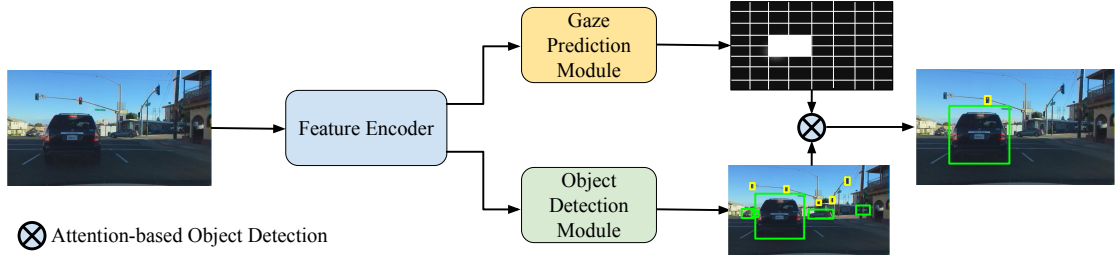 Gaze
Prediction
Module
Feature Encoder
Object
Detection
Module
Attention-based Object Detection